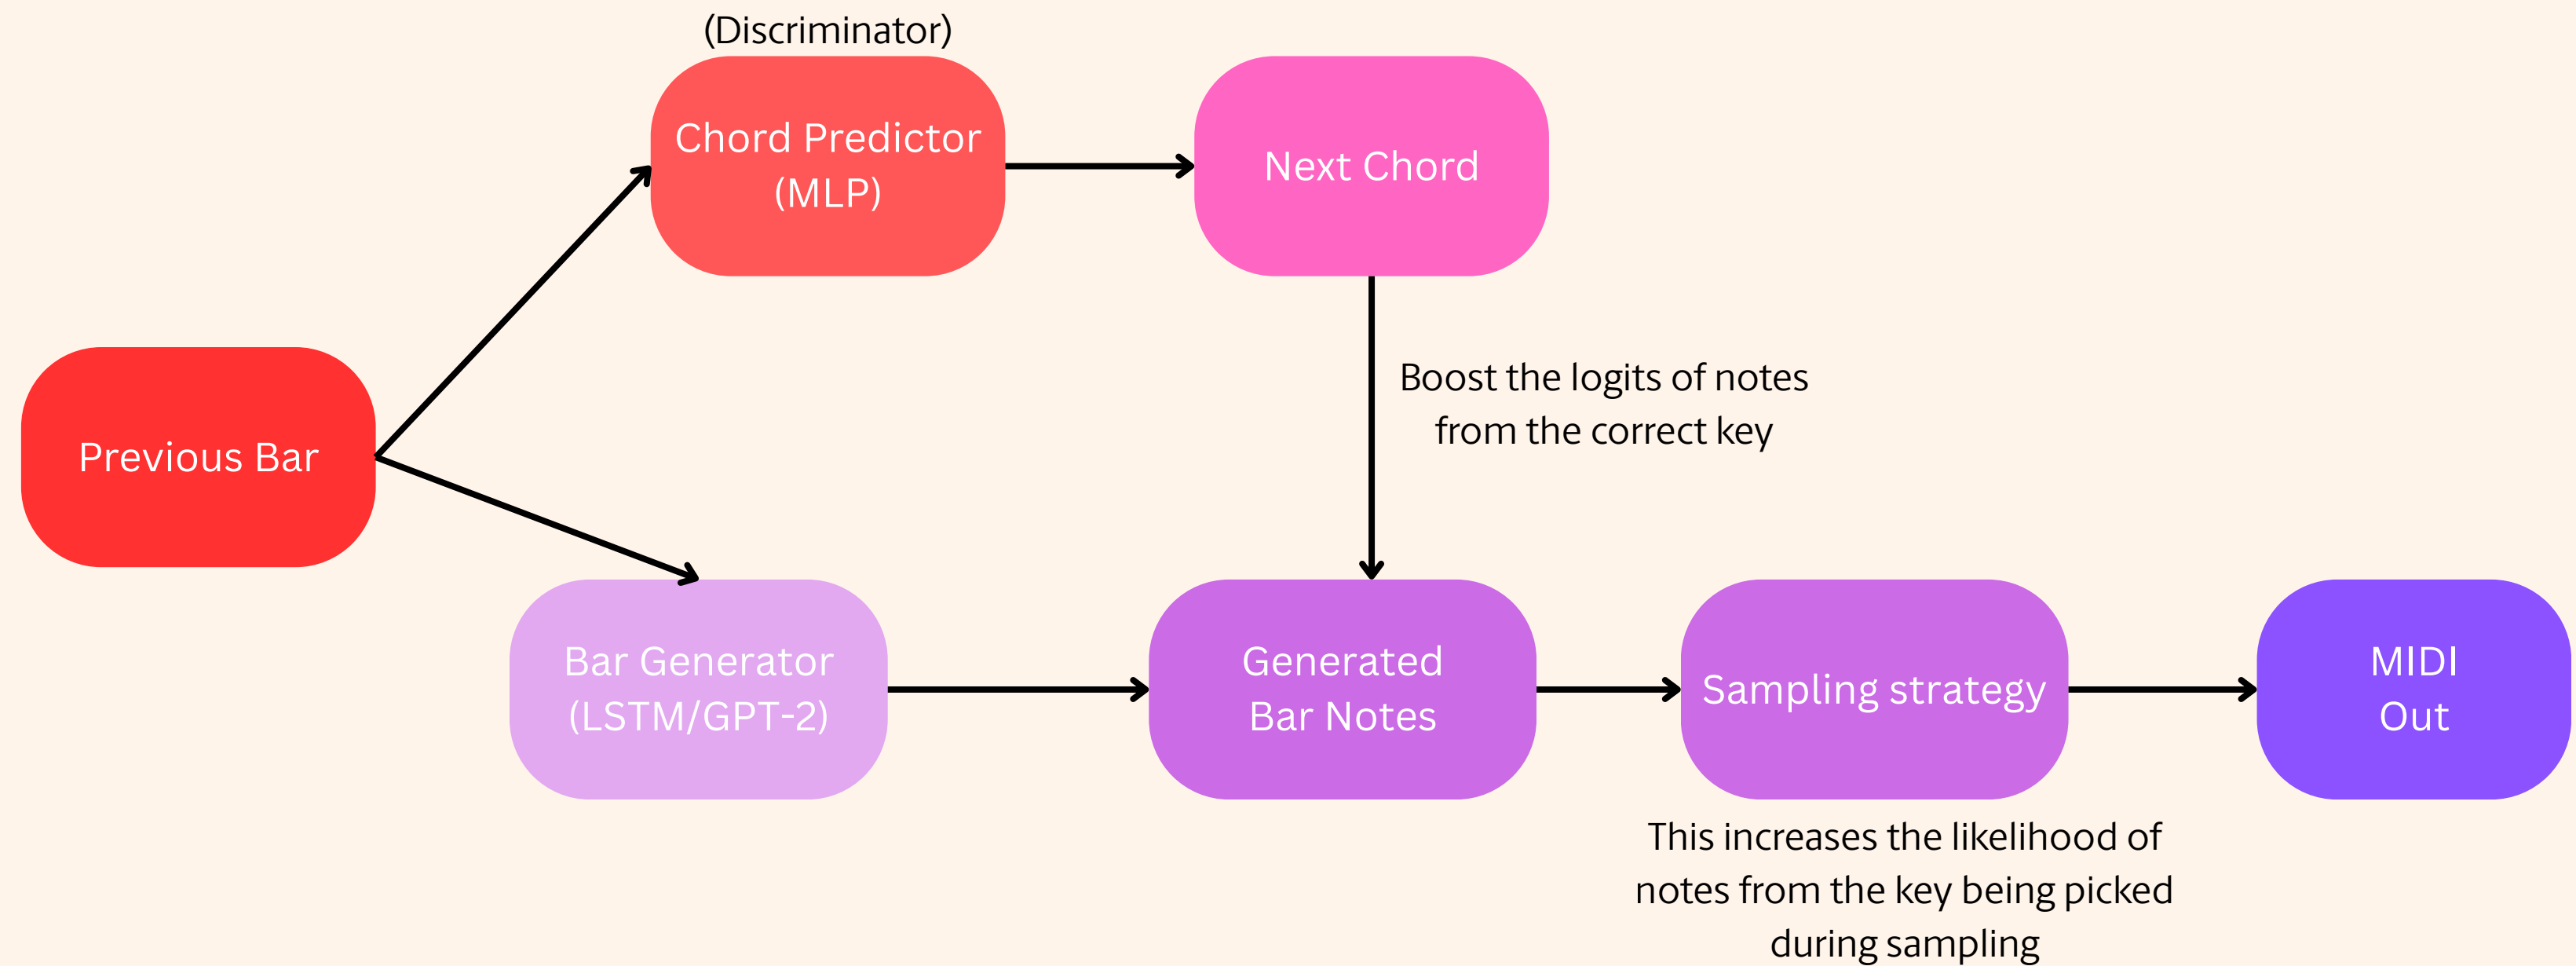 (Discriminator)
Chord Predictor
(MLP)
Next Chord
Boost the logits of notes
from the correct key
Previous Bar
Bar Generator
(LSTM/GPT-2)
Generated
Bar Notes
Sampling strategy
MIDI
Out
This increases the likelihood of
notes from the key being picked
during sampling